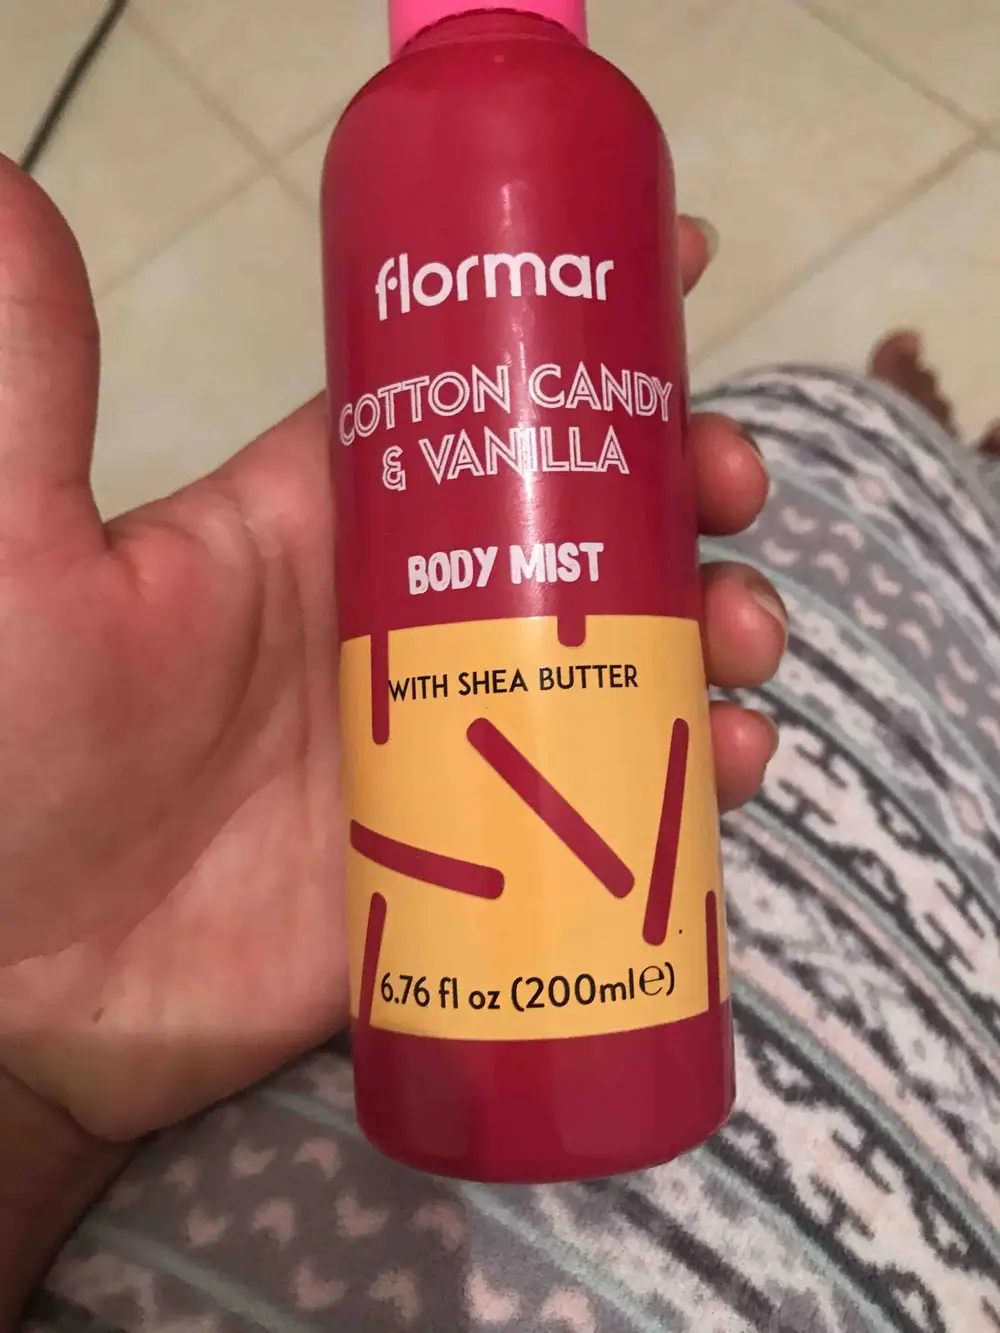 flormar
COTTON CANDY
& VANILLA
BODY MIST
WITH SHEA BUTTER
6.76 fl oz (200ml℮)